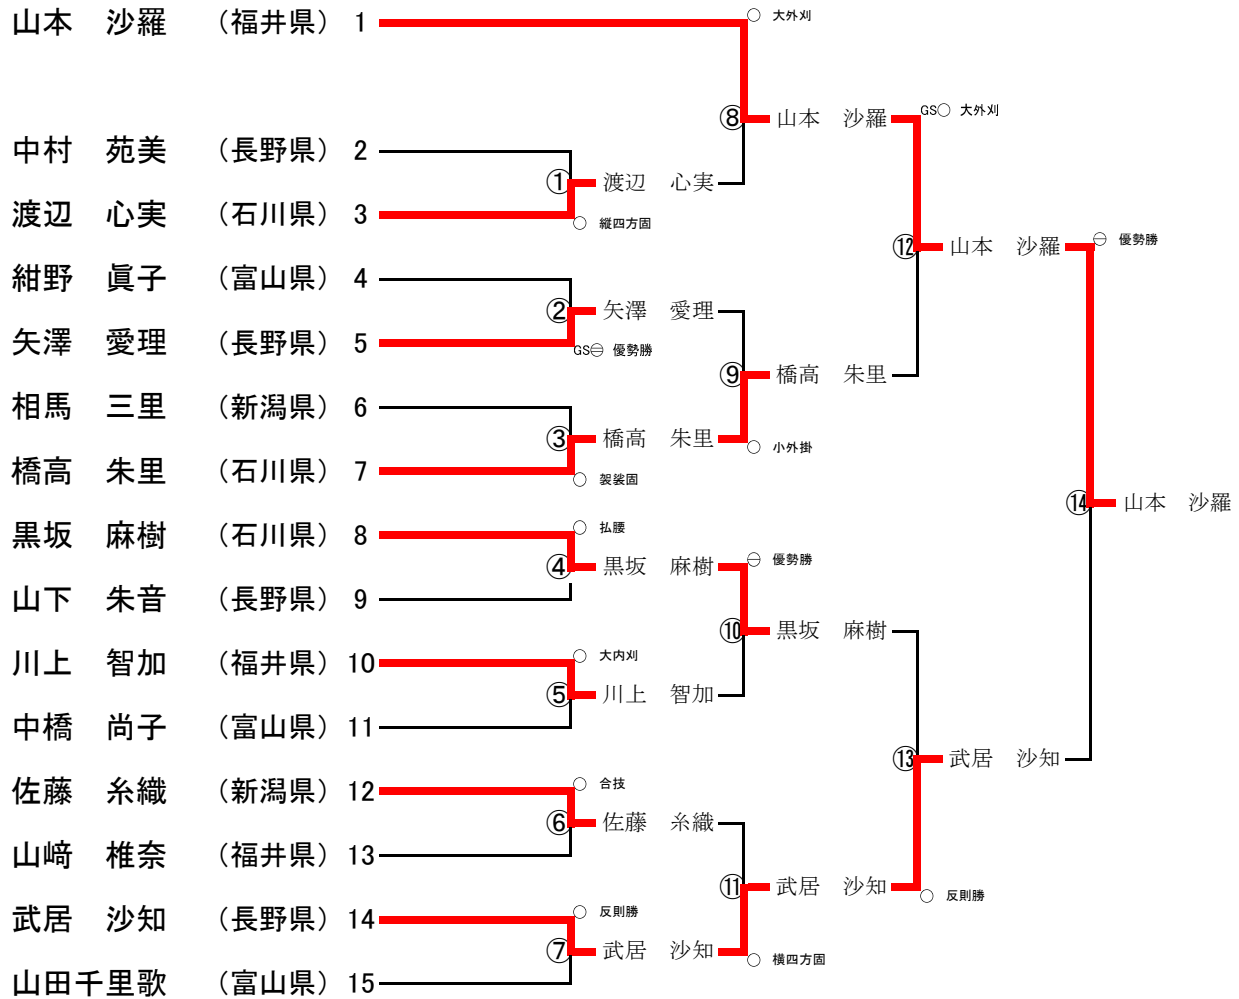 山本　沙羅　（福井県）　1
○　大外刈
⑧　山本　沙羅
GS○　大外刈
中村　苑美　（長野県）　2
①　渡辺　心実
渡辺　心実　（石川県）　3
○　縦四方固
⑫　山本　沙羅
○　優勢勝
紺野　眞子　（富山県）　4
②　矢澤　愛理
矢澤　愛理　（長野県）　5
GS○　優勢勝
⑨　橋高　朱里
相馬　三里　（新潟県）　6
③　橋高　朱里
○　小外掛
橋高　朱里　（石川県）　7
○　袈裟固
⑭　山本　沙羅
黒坂　麻樹　（石川県）　8
○　払腰
④　黒坂　麻樹
○　優勢勝
山下　朱音　（長野県）　9
⑩　黒坂　麻樹
川上　智加　（福井県）　10
○　大内刈
⑤　川上　智加
中橋　尚子　（富山県）　11
⑬　武居　沙知
佐藤　糸織　（新潟県）　12
○　合技
⑥　佐藤　糸織
山﨑　椎奈　（福井県）　13
⑪　武居　沙知
○　反則勝
武居　沙知　（長野県）　14
○　反則勝
⑦　武居　沙知
○　横四方固
山田千里歌　（富山県）　15